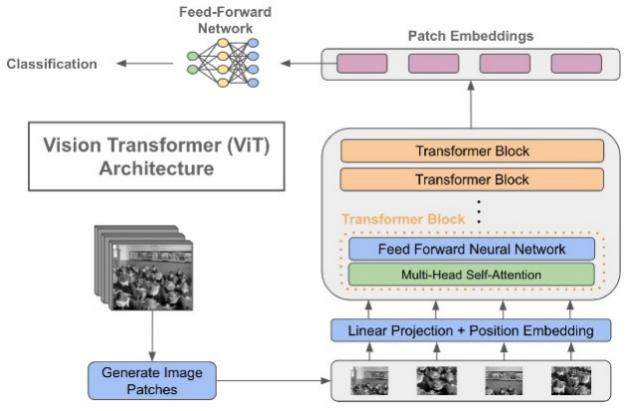 Feed-Forward
Network
Patch Embeddings
Classification
Vision Transformer (ViT)
Architecture
Transformer Block
Transformer Block
Transformer Block
Feed Forward Neural Network
Multi-Head Self-Attention
Linear Projection + Position Embedding
Generate Image
Patches